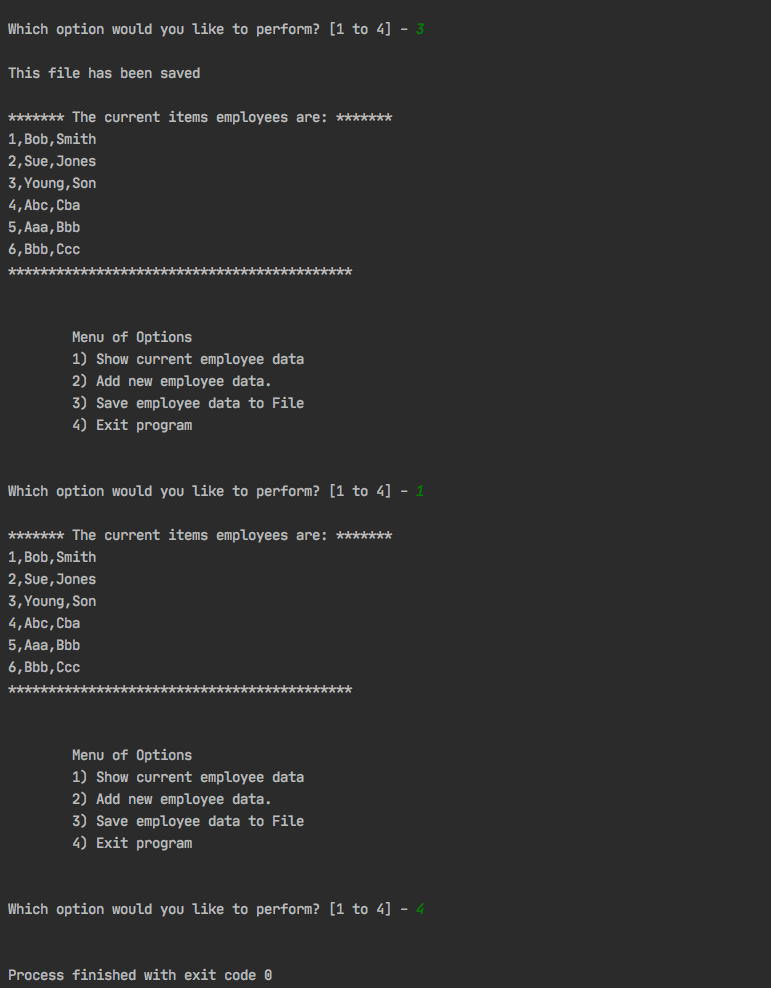 Which option would you like to perform? [1 to 4] - 3
This file has been saved
******* The current items employees are: *******
1,Bob,Smith
2,Sue,Jones
3,Young,Son
4,Abc,Cba
5,Aaa,Bbb
6,Bbb,Ccc
*******************************************
Menu of Options
1) Show current employee data
2) Add new employee data.
3) Save employee data to File
4) Exit program
Which option would you like to perform? [1 to 4] - 1
******* The current items employees are: *******
1,Bob,Smith
2,Sue,Jones
3,Young,Son
4,Abc,Cba
5,Aaa,Bbb
6,Bbb,Ccc
*******************************************
Menu of Options
1) Show current employee data
2) Add new employee data.
3) Save employee data to File
4) Exit program
Which option would you like to perform? [1 to 4] - 4
Process finished with exit code 0